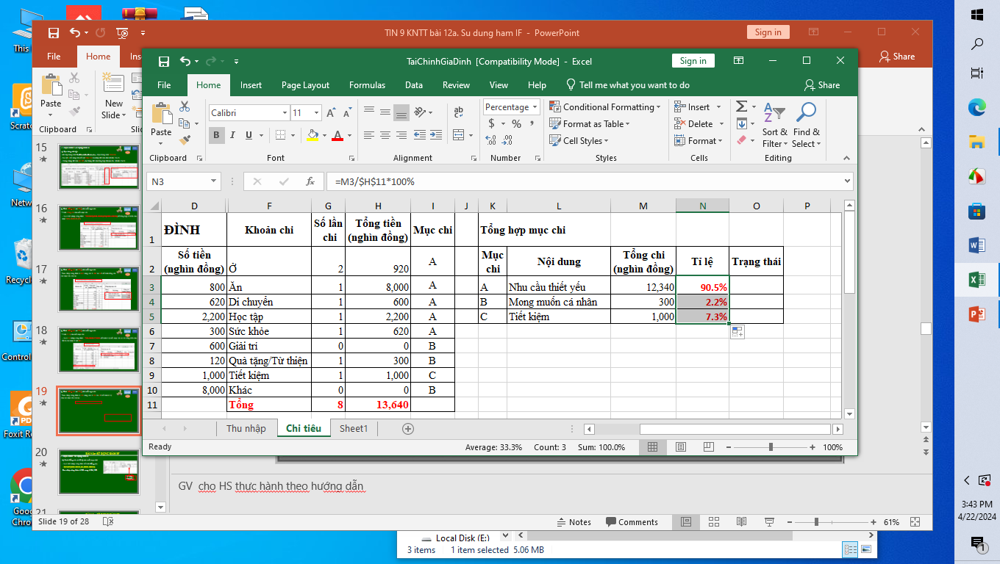 This
TIN 9 KNTT bài 12a. Su dung ham IF - PowerPoint
Sign in
File
Home
Share
TaiChinhGiaDinh [Compatibility Mode] - Excel
Sign in
File
Home
Insert
Page Layout
Formulas
Data
Review
View
Help
Tell me what you want to do
Share
Paste
New
Slide
Clipboard
Paste
Clipboard
Calibri
11
B I U
Font
ab
Alignment
Percentage
$ % ,
Number
Conditional Formatting
Format as Table
Cell Styles
Styles
Insert
Delete
Format
Cells
Sort &
Filter
Find &
Select
Editing
N3
fx
=M3/$H$11*100%
D F G H I J K L M N O P
1 ĐÌNH Khoản chi Số lần chi Tổng tiền (nghìn đồng) Mục chi Tổng hợp mục chi
2 Số tiền (nghìn đồng) Ở 2 920 A Mục chi Nội dung Tổng chi (nghìn đồng) Tỉ lệ Trạng thái
3 800 Ăn 1 8,000 A A Nhu cầu thiết yếu 12,340 90.5%
4 620 Di chuyển 1 600 A B Mong muốn cá nhân 300 2.2%
5 2,200 Học tập 1 2,200 A C Tiết kiệm 1,000 7.3%
6 300 Sức khỏe 1 620 A
7 600 Giải trí 0 0 B
8 120 Quà tặng/Từ thiện 1 300 B
9 1,000 Tiết kiệm 1 1,000 C
10 8,000 Khác 0 0 B
11 Tổng 8 13,640
Thu nhập
Chi tiêu
Sheet1
Ready
Average: 33.3% Count: 3 Sum: 100.0%
100%
15
16
17
18
19
20
21
GV cho HS thực hành theo hướng dẫn
Slide 19 of 28
Notes
Comments
61%
Local Disk (E:)
3 items 1 item selected 5.06 MB
3:43 PM
4/22/2024
1